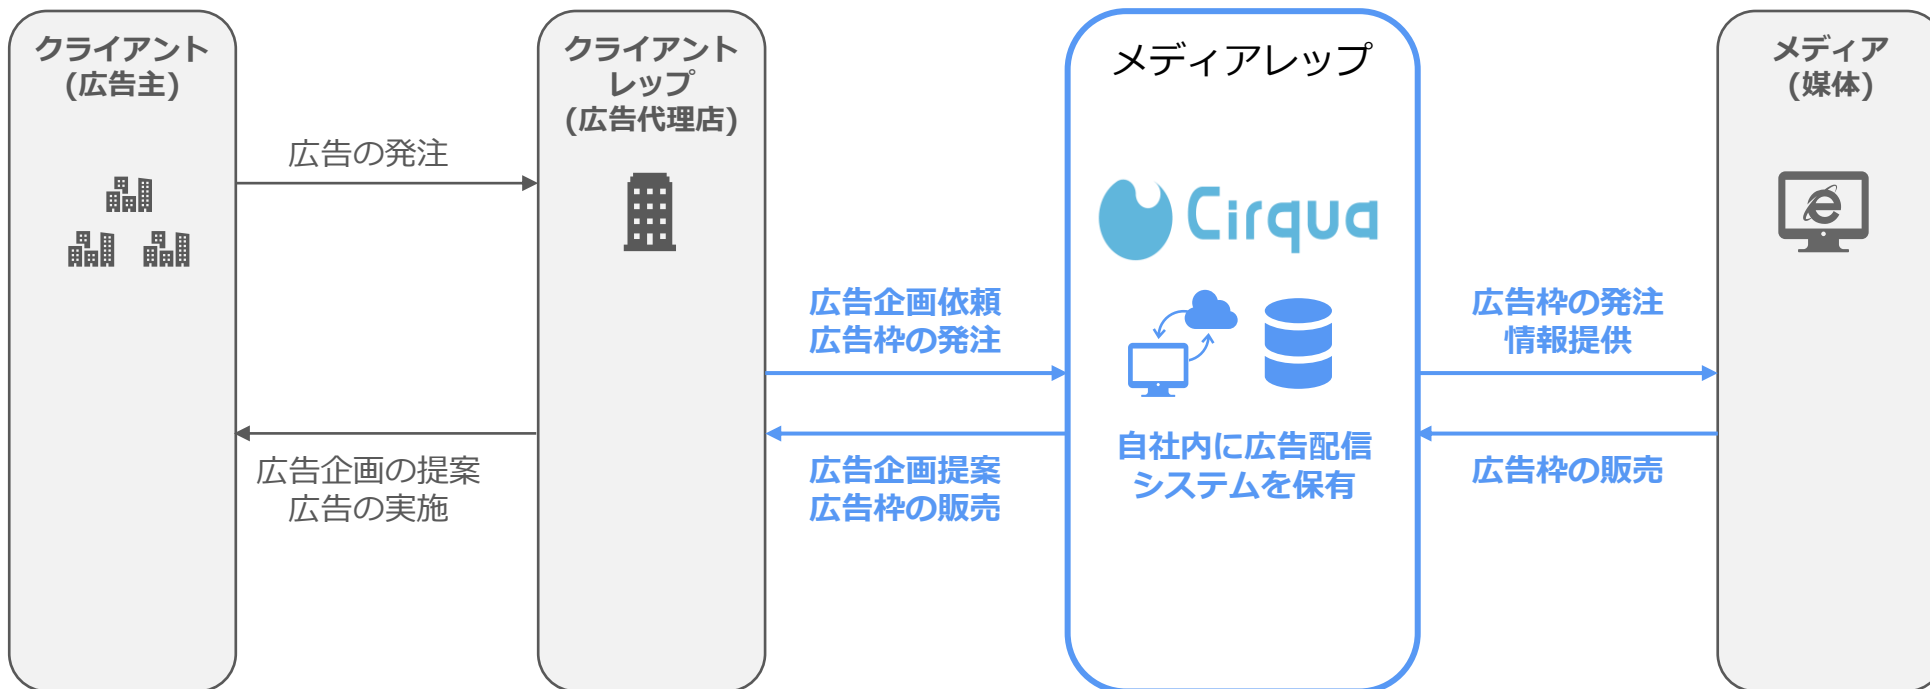 クライアント
(広告主)
クライアント
レップ
(広告代理店)
メディアレップ
メディア
(媒体)
広告の発注
Cirqua
広告企画依頼
広告枠の発注
広告枠の発注
情報提供
広告企画の提案
広告の実施
広告企画提案
広告枠の販売
自社内に広告配信
システムを保有
広告枠の販売